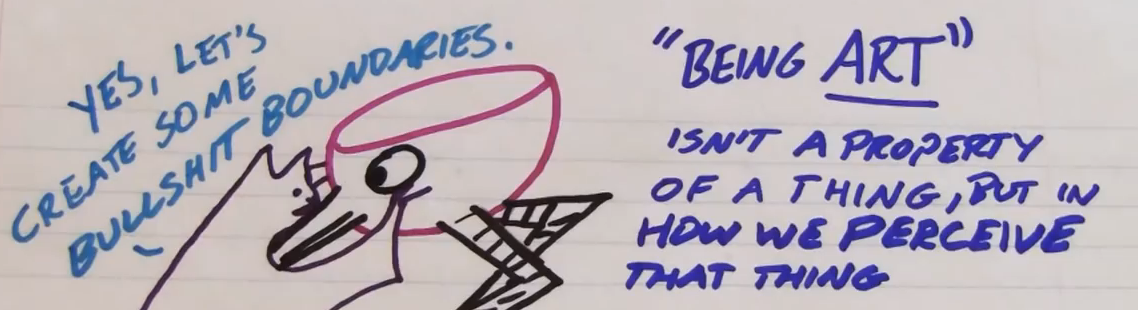 YES, LET'S
CREATE SOME
BULLSHIT BOUNDARIES.
"BEING ART"
ISN'T A PROPERTY
OF A THING, BUT IN
HOW WE PERCEIVE
THAT THING